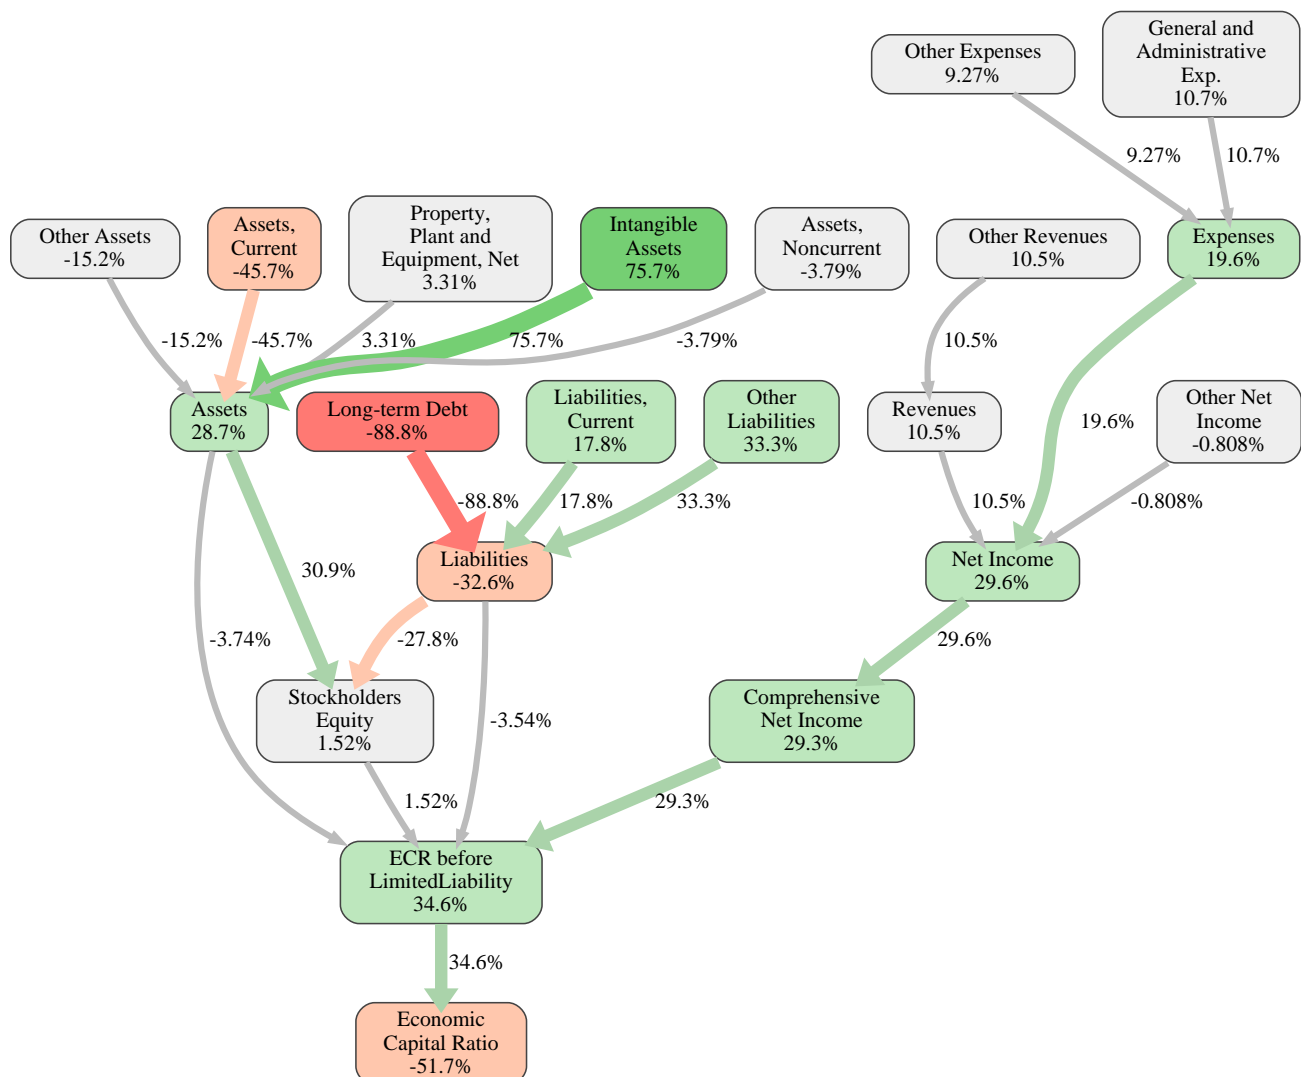 General and
Administrative
Exp.
10.7%
Other Expenses
9.27%
9.27%
10.7%
Other Assets
-15.2%
Assets,
Current
-45.7%
Property,
Plant and
Equipment, Net
3.31%
Intangible
Assets
75.7%
Assets,
Noncurrent
-3.79%
Other Revenues
10.5%
Expenses
19.6%
-15.2%
-45.7%
3.31%
75.7%
-3.79%
10.5%
19.6%
Assets
28.7%
Long-term Debt
-88.8%
Liabilities,
Current
17.8%
Other
Liabilities
33.3%
Revenues
10.5%
Other Net
Income
-0.808%
-88.8%
17.8%
33.3%
10.5%
-0.808%
30.9%
Liabilities
-32.6%
Net Income
29.6%
-3.74%
-27.8%
29.6%
Stockholders
Equity
1.52%
-3.54%
Comprehensive
Net Income
29.3%
1.52%
29.3%
ECR before
LimitedLiability
34.6%
34.6%
Economic
Capital Ratio
-51.7%